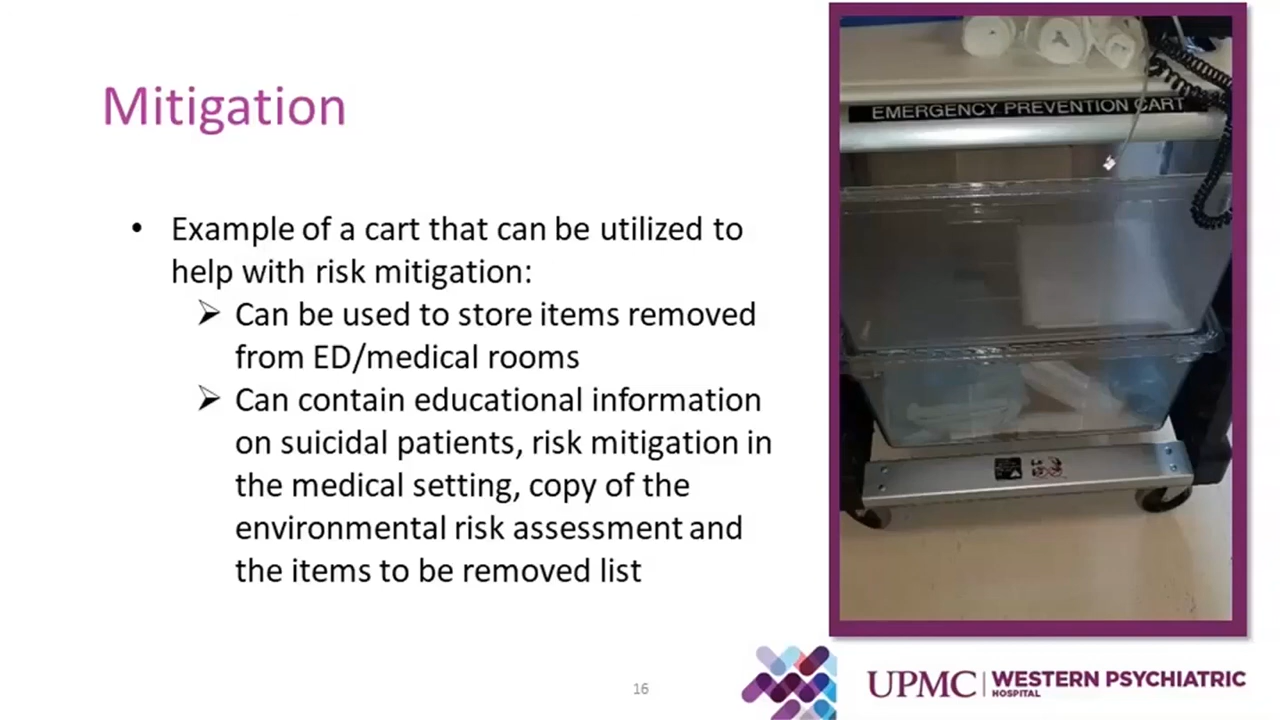 Mitigation
• Example of a cart that can be utilized to
help with risk mitigation:
➢ Can be used to store items removed
from ED/medical rooms
➢ Can contain educational information
on suicidal patients, risk mitigation in
the medical setting, copy of the
environmental risk assessment and
the items to be removed list
EMERGENCY PREVENTION CART
16
UPMC | WESTERN PSYCHIATRIC
HOSPITAL